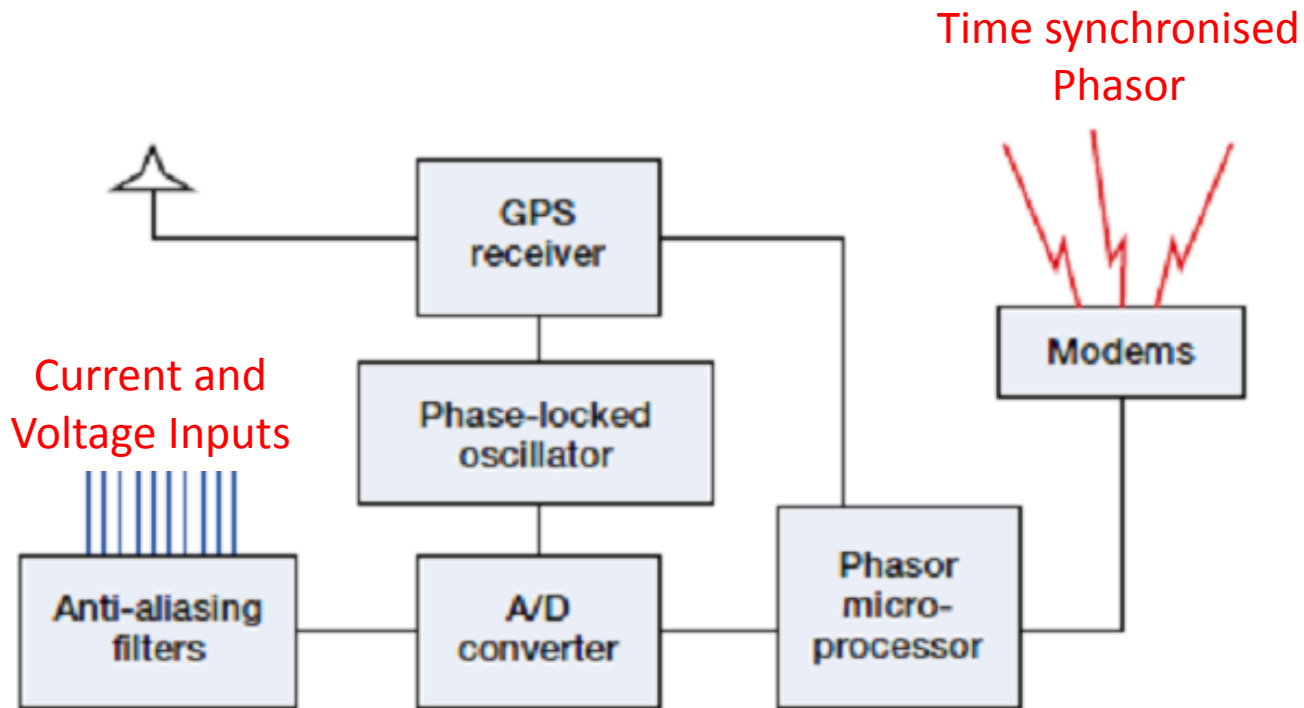 Time synchronised
Phasor
GPS
receiver
Modems
Current and
Voltage Inputs
Phase-locked
oscillator
Anti-aliasing
filters
A/D
converter
Phasor
micro-
processor